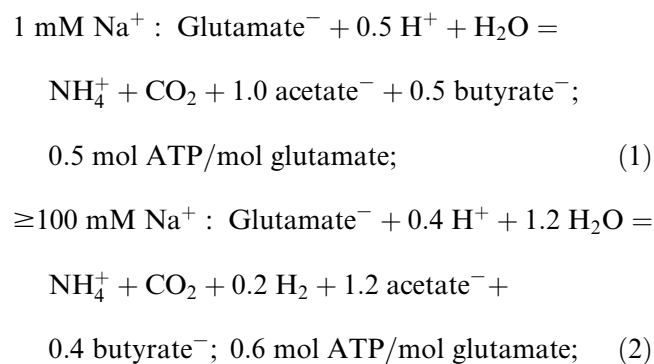 1 mM Na⁺ : Glutamate⁻ + 0.5 H⁺ + H₂O =
NH₄⁺ + CO₂ + 1.0 acetate⁻ + 0.5 butyrate⁻;
0.5 mol ATP/mol glutamate; (1)
≥100 mM Na⁺ : Glutamate⁻ + 0.4 H⁺ + 1.2 H₂O =
NH₄⁺ + CO₂ + 0.2 H₂ + 1.2 acetate⁻ +
0.4 butyrate⁻; 0.6 mol ATP/mol glutamate; (2)